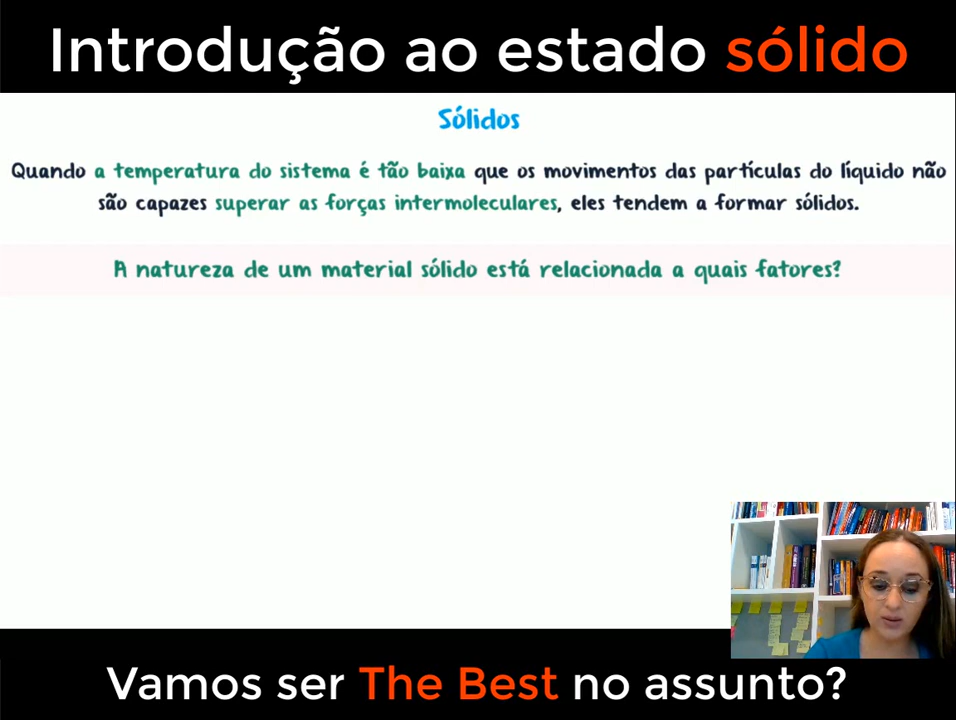 Introdução ao estado sólido
Sólidos
Quando a temperatura do sistema é tão baixa que os movimentos das partículas do líquido não
são capazes superar as forças intermoleculares, eles tendem a formar sólidos.
A natureza de um material sólido está relacionada a quais fatores?
Vamos ser The Best no assunto?